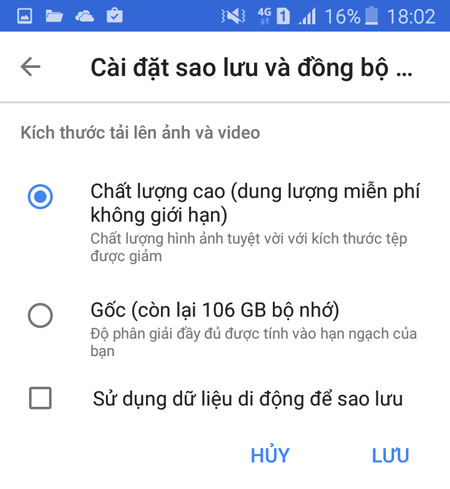 4G 1 16% 18:02
Cài đặt sao lưu và đồng bộ ...
Kích thước tải lên ảnh và video
Chất lượng cao (dung lượng miễn phí
không giới hạn)
Chất lượng hình ảnh tuyệt vời với kích thước tệp
được giảm
Gốc (còn lại 106 GB bộ nhớ)
Độ phân giải đầy đủ được tính vào hạn ngạch của
bạn
Sử dụng dữ liệu di động để sao lưu
HỦY LƯU